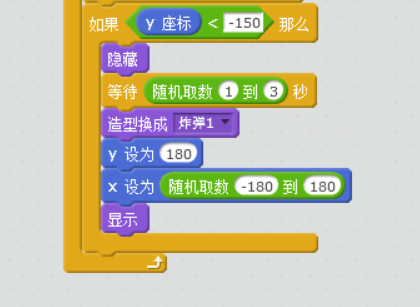 如果 y 座标 < -150 那么
隐藏
等待 随机取数 1 到 3 秒
造型换成 炸弹1
y 设为 180
x 设为 随机取数 -180 到 180
显示